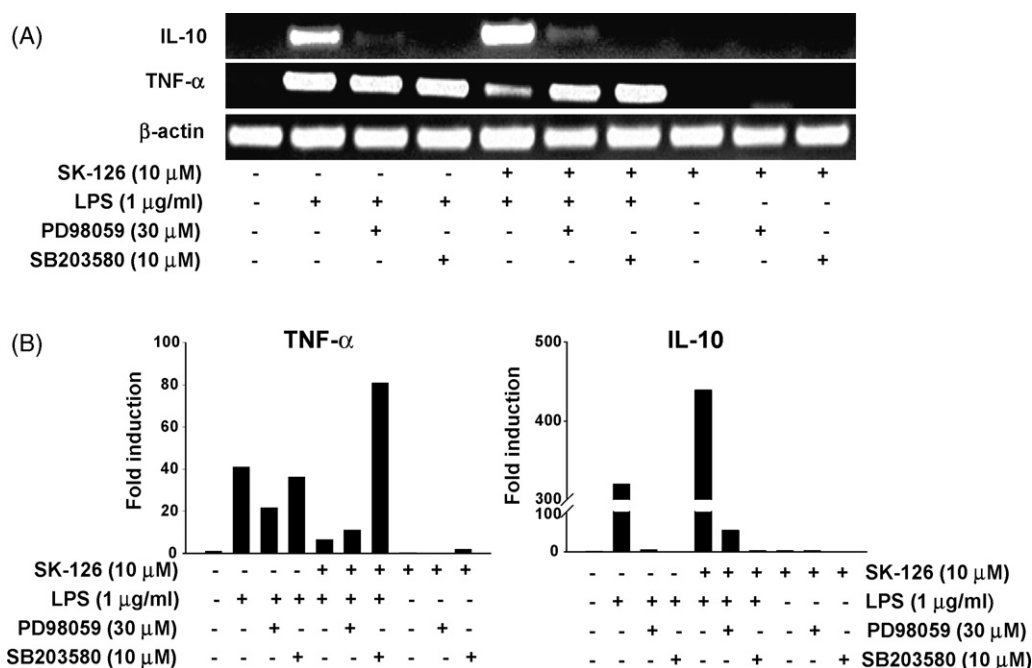 (A)
IL-10
TNF-α
β-actin
SK-126 (10 μM) - - - - + + + + + +
LPS (1 μg/ml) - + + + + + + - - -
PD98059 (30 μM) - - + - - + - - + -
SB203580 (10 μM) - - - + - - + - - +
(B)
TNF-α
Fold induction
100
80
60
40
20
0
SK-126 (10 μM) - - - - + + + + + +
LPS (1 μg/ml) - + + + + + + - - -
PD98059 (30 μM) - - + - - + - - + -
SB203580 (10 μM) - - - + - - + - - +
IL-10
Fold induction
500
400
300
100
0
- - - - + + + + + + SK-126 (10 μM)
- + + + + + + - - - LPS (1 μg/ml)
- - + - - + - - + - PD98059 (30 μM)
- - - + - - + - - + SB203580 (10 μM)